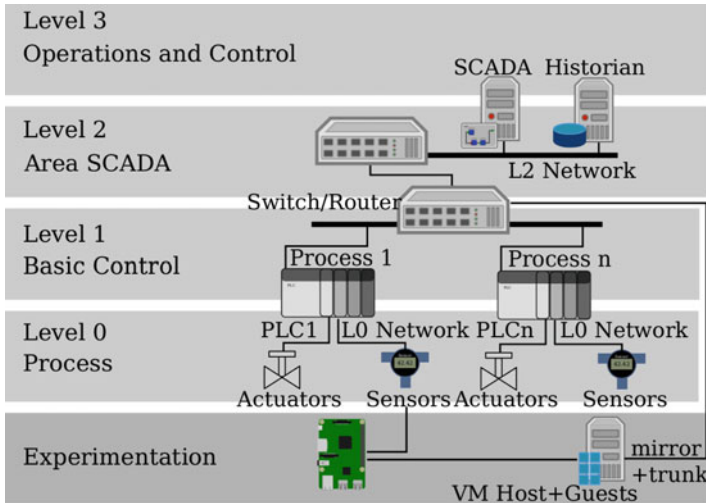 Level 3
Operations and Control
SCADA Historian
Level 2
Area SCADA
L2 Network
Switch/Router
Level 1
Basic Control
Process 1
Process n
Level 0
Process
PLC1 L0 Network
PLCn L0 Network
Actuators Sensors
Actuators Sensors
Experimentation
mirror
+trunk
VM Host+Guests